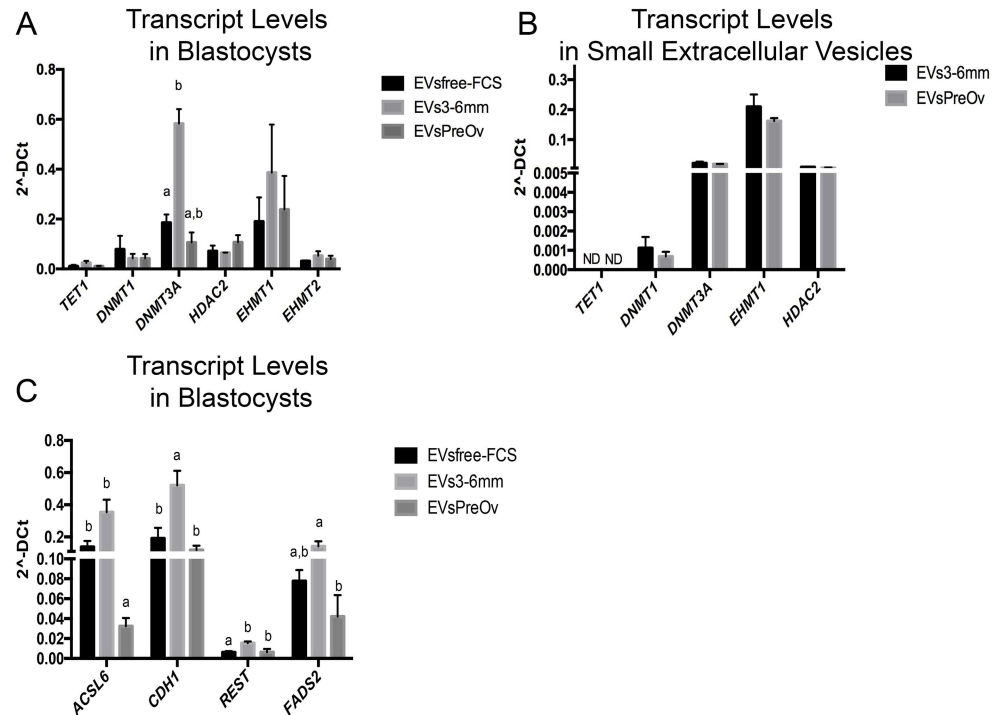 A
Transcript Levels
in Blastocysts
2^-DCt
0.8
0.6
0.4
0.2
0.0
b
a
a,b
TET1
DNMT1
DNMT3A
HDAC2
EHMT1
EHMT2
EVsfree-FCS
EVs3-6mm
EVsPreOv
B
Transcript Levels
in Small Extracellular Vesicles
2^-DCt
0.3
0.2
0.1
0.005
0.004
0.003
0.002
0.001
0.000
ND ND
TET1
DNMT1
DNMT3A
EHMT1
HDAC2
EVs3-6mm
EVsPreOv
C
Transcript Levels
in Blastocysts
2^-DCt
0.8
0.6
0.4
0.2
0.10
0.08
0.06
0.04
0.02
0.00
b
b
a
b
a
b
a
b
b
a,b
a
b
ACSL6
CDH1
REST
FADS2
EVsfree-FCS
EVs3-6mm
EVsPreOv